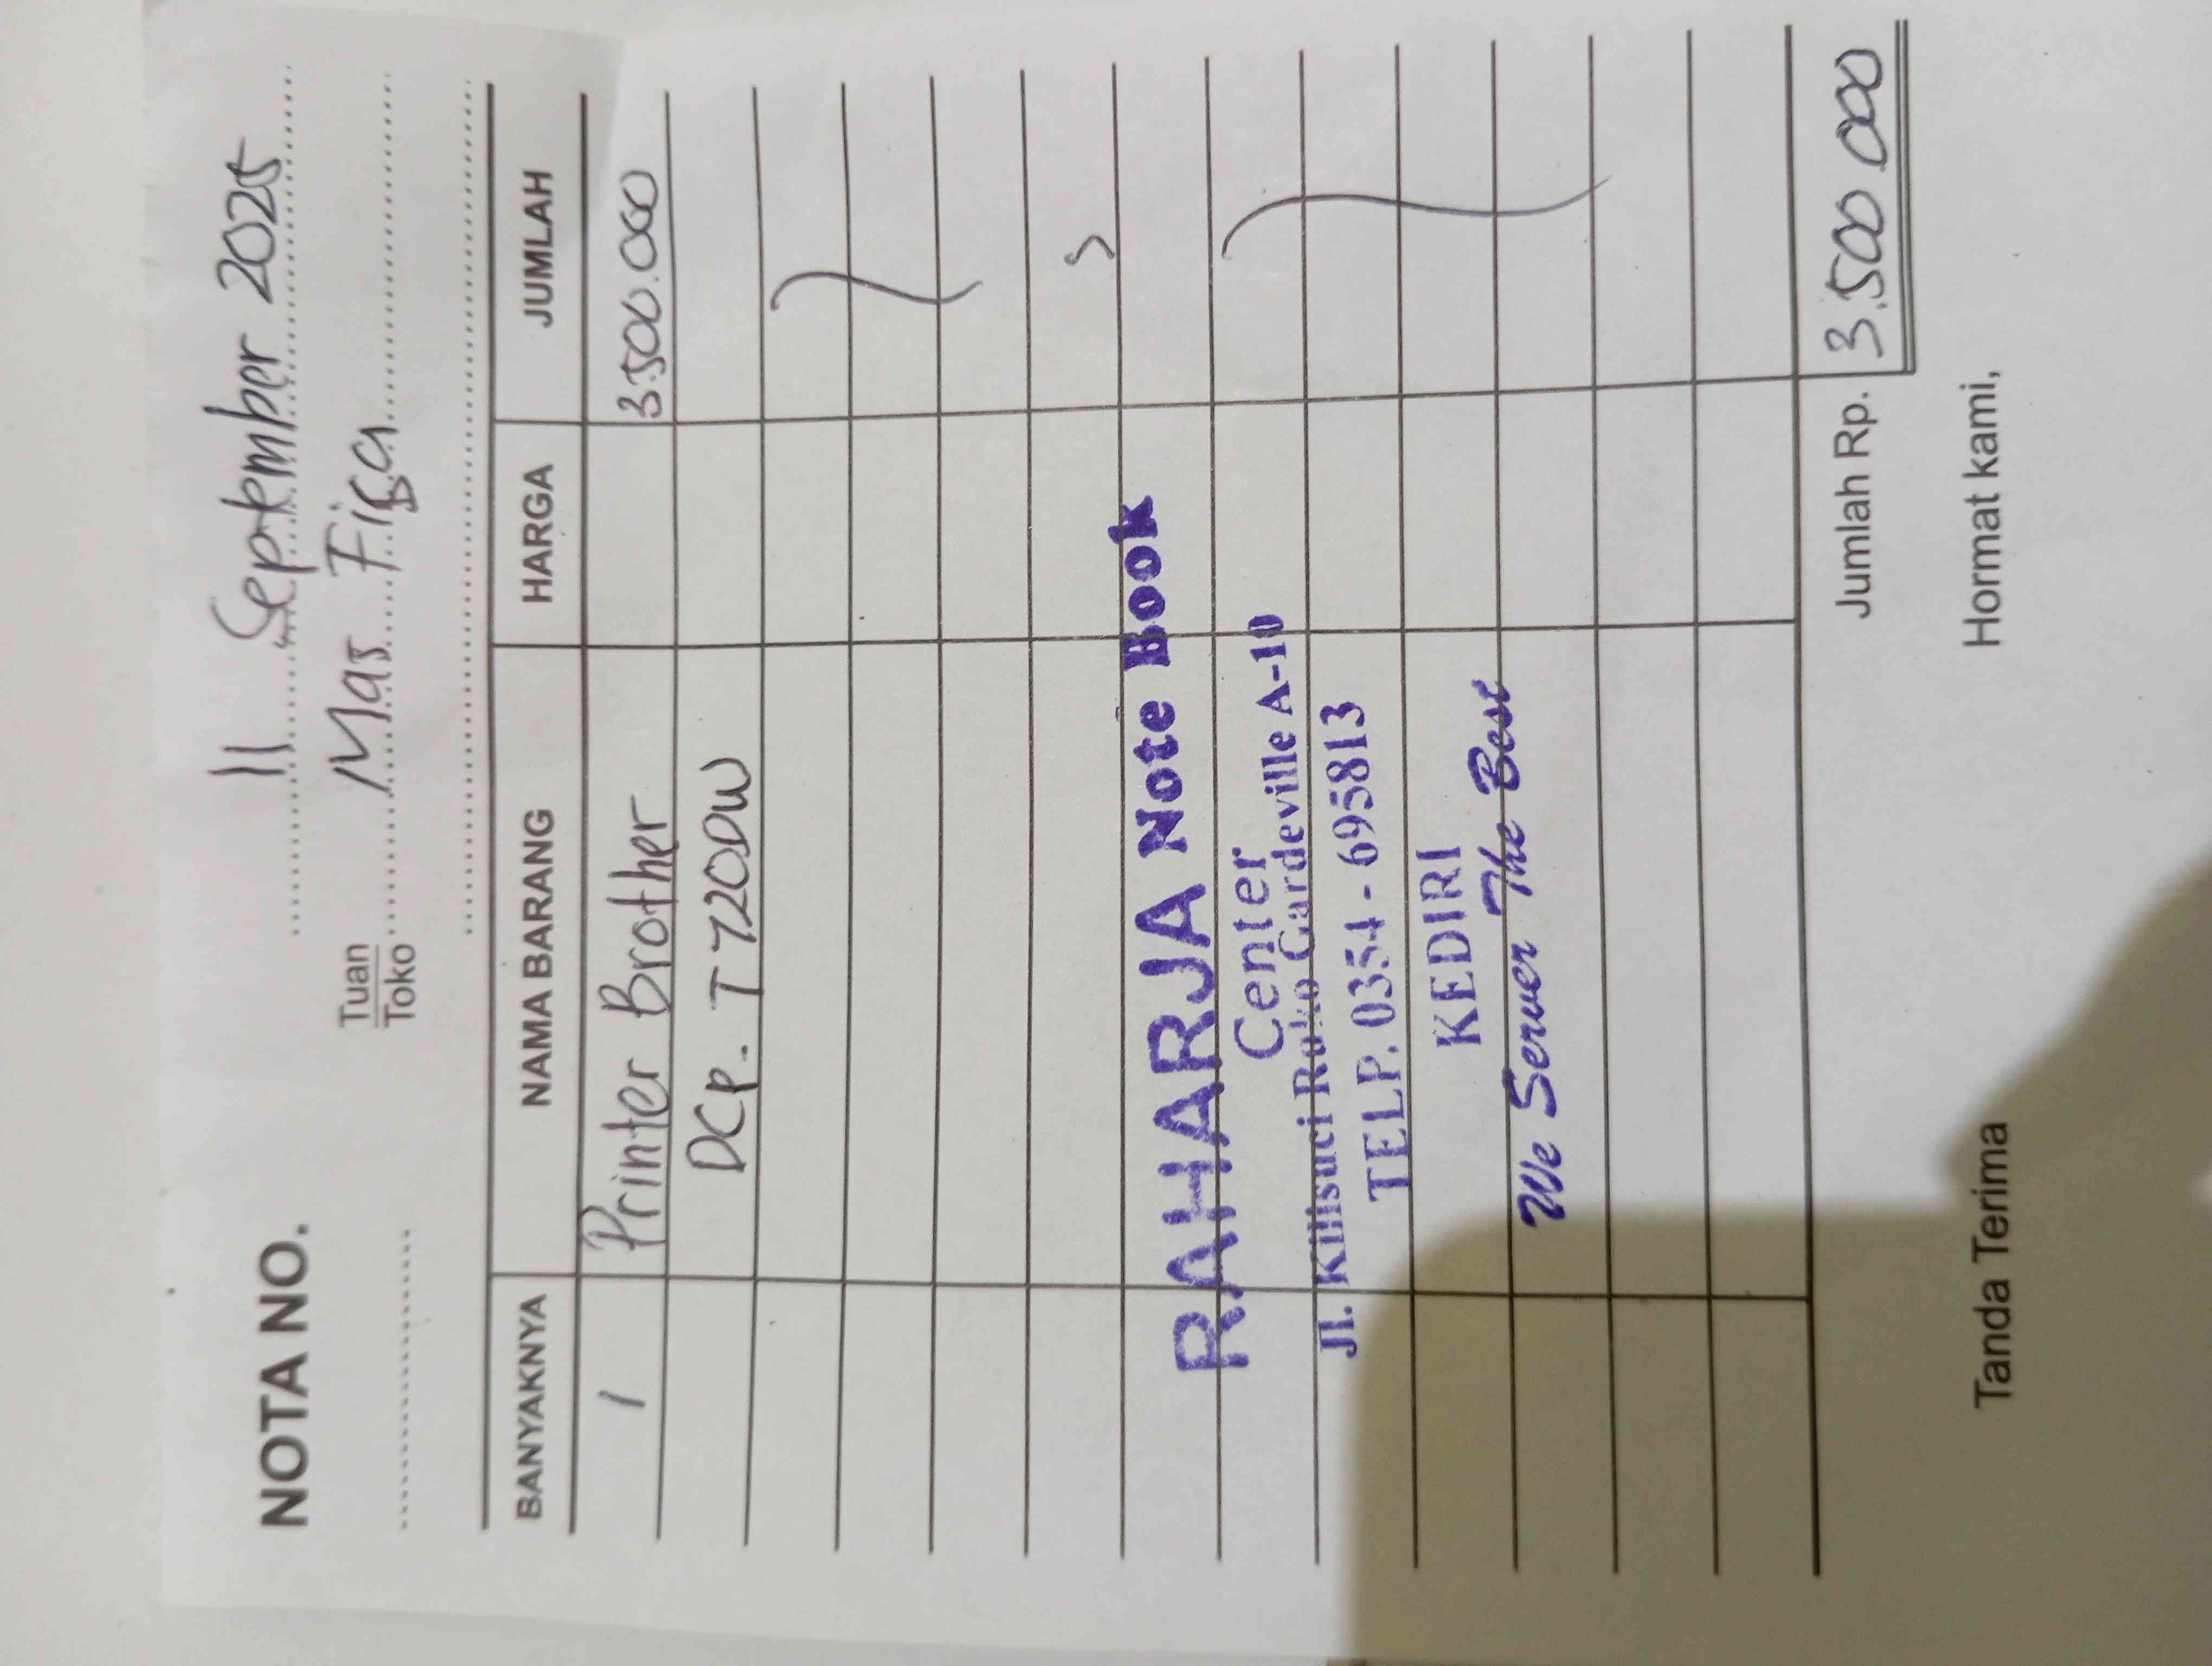 NOTA NO.
11 September 2025
Tuan
Toko
Mas Figa
BANYAKNYA NAMA BARANG HARGA JUMLAH
1 Printer Brother 3.500.000
DCP. T 720DW
RAHARJA Note Book
Center
Jl. Kilisuci Ruko Gardeville A-10
TELP. 0354 - 695813
KEDIRI
We Server The Best
Jumlah Rp. 3.500 000
Tanda Terima Hormat kami,